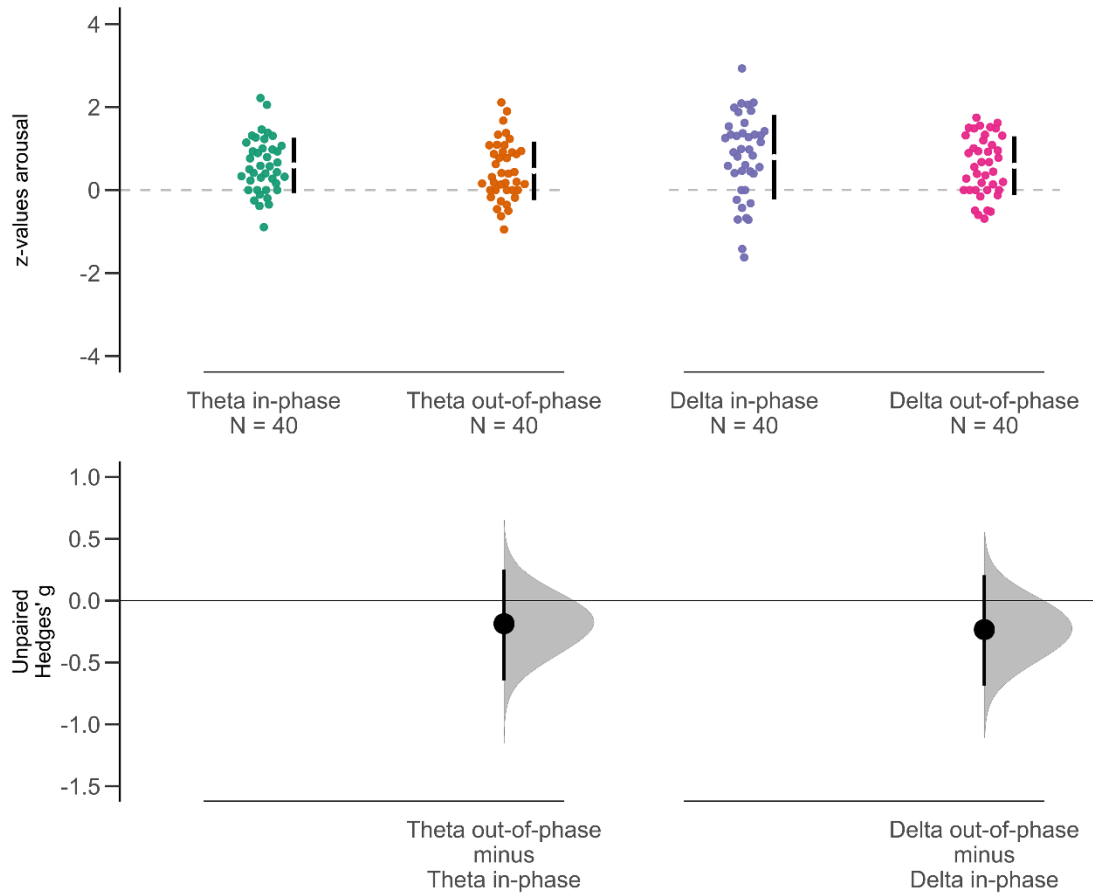 4
2
0
-2
-4
z-values arousal
Theta in-phase
N = 40
Theta out-of-phase
N = 40
Delta in-phase
N = 40
Delta out-of-phase
N = 40
1.0
0.5
0.0
-0.5
-1.0
-1.5
Unpaired
Hedges' g
Theta out-of-phase
minus
Theta in-phase
Delta out-of-phase
minus
Delta in-phase